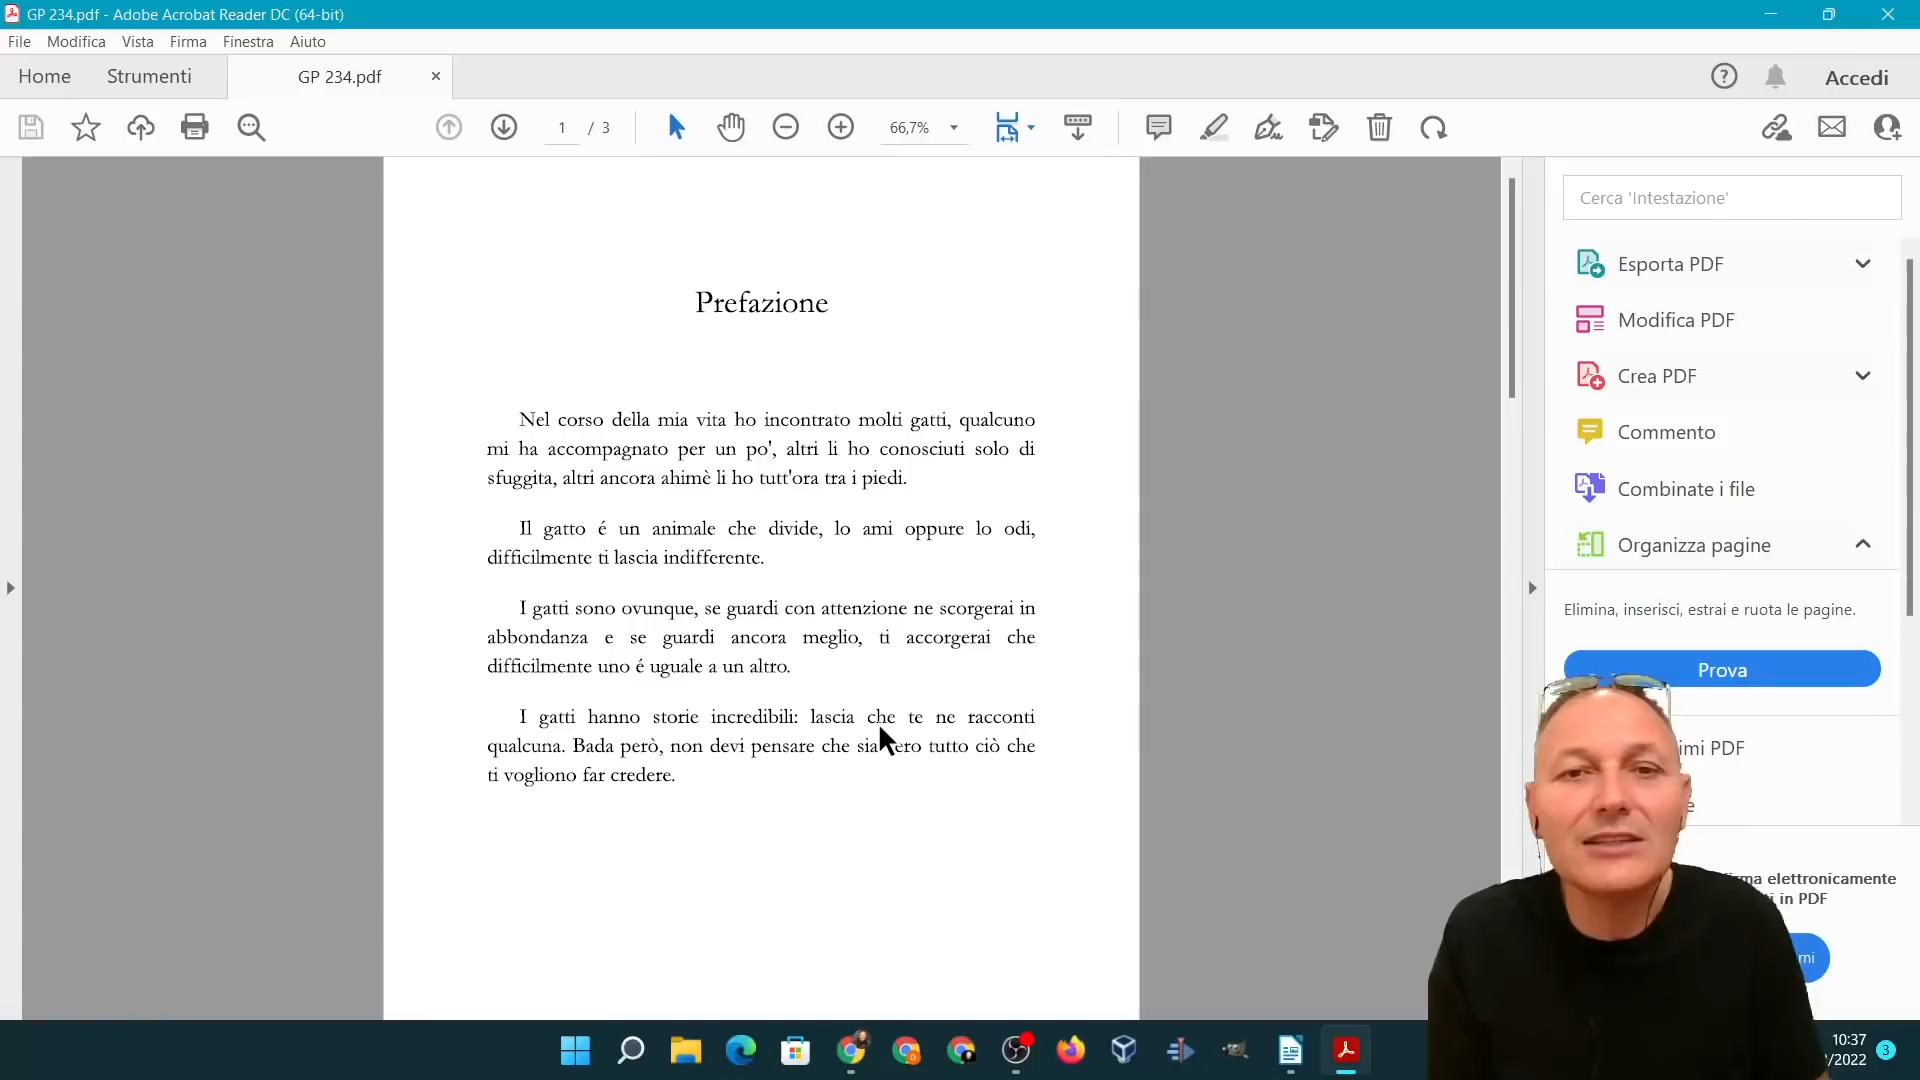 GP 234.pdf - Adobe Acrobat Reader DC (64-bit)
File Modifica Vista Firma Finestra Aiuto
Home Strumenti GP 234.pdf Accedi
1 / 3 66,7%
Cerca 'Intestazione'
Esporta PDF
Modifica PDF
Crea PDF
Commento
Combinate i file
Organizza pagine
Elimina, inserisci, estrai e ruota le pagine.
Prova
PDF
elettronicamente
in PDF
Prefazione
Nel corso della mia vita ho incontrato molti gatti, qualcuno
mi ha accompagnato per un po', altri li ho conosciuti solo di
sfuggita, altri ancora ahimè li ho tutt'ora tra i piedi.
Il gatto é un animale che divide, lo ami oppure lo odi,
difficilmente ti lascia indifferente.
I gatti sono ovunque, se guardi con attenzione ne scorgerai in
abbondanza e se guardi ancora meglio, ti accorgerai che
difficilmente uno é uguale a un altro.
I gatti hanno storie incredibili: lascia che te ne racconti
qualcuna. Bada però, non devi pensare che tutto ciò che
ti vogliono far credere.
10:37
/2022
3